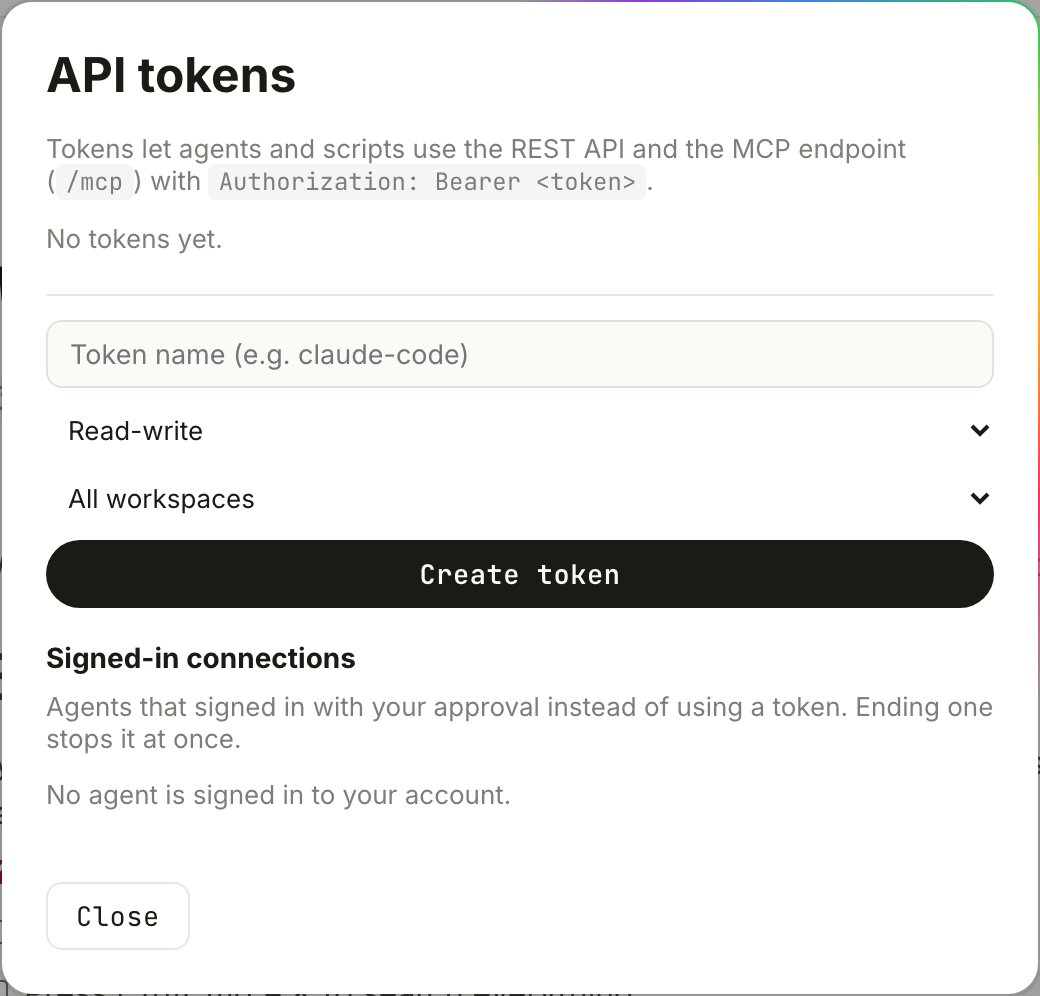 API tokens
Tokens let agents and scripts use the REST API and the MCP endpoint
(/mcp) with Authorization: Bearer <token>.
No tokens yet.
Token name (e.g. claude-code)
Read-write
All workspaces
Create token
Signed-in connections
Agents that signed in with your approval instead of using a token. Ending one
stops it at once.
No agent is signed in to your account.
Close